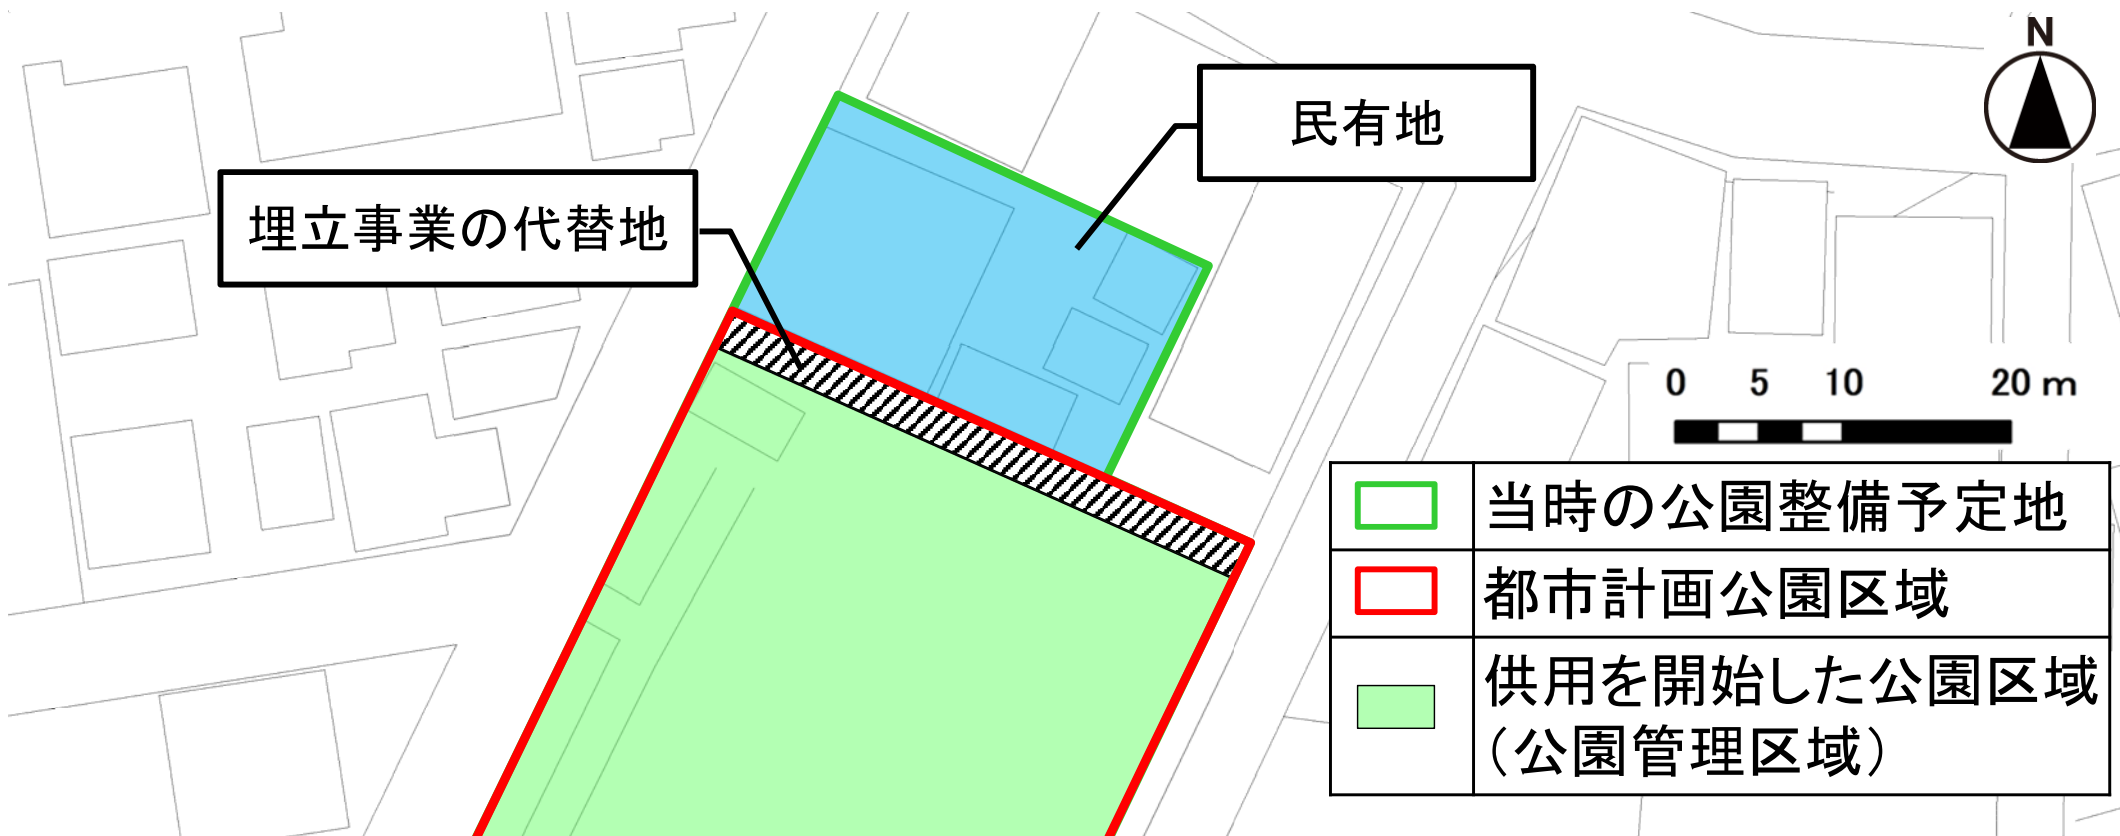 N
民有地
埋立事業の代替地
0 5 10 20 m
当時の公園整備予定地
都市計画公園区域
供用を開始した公園区域
（公園管理区域）